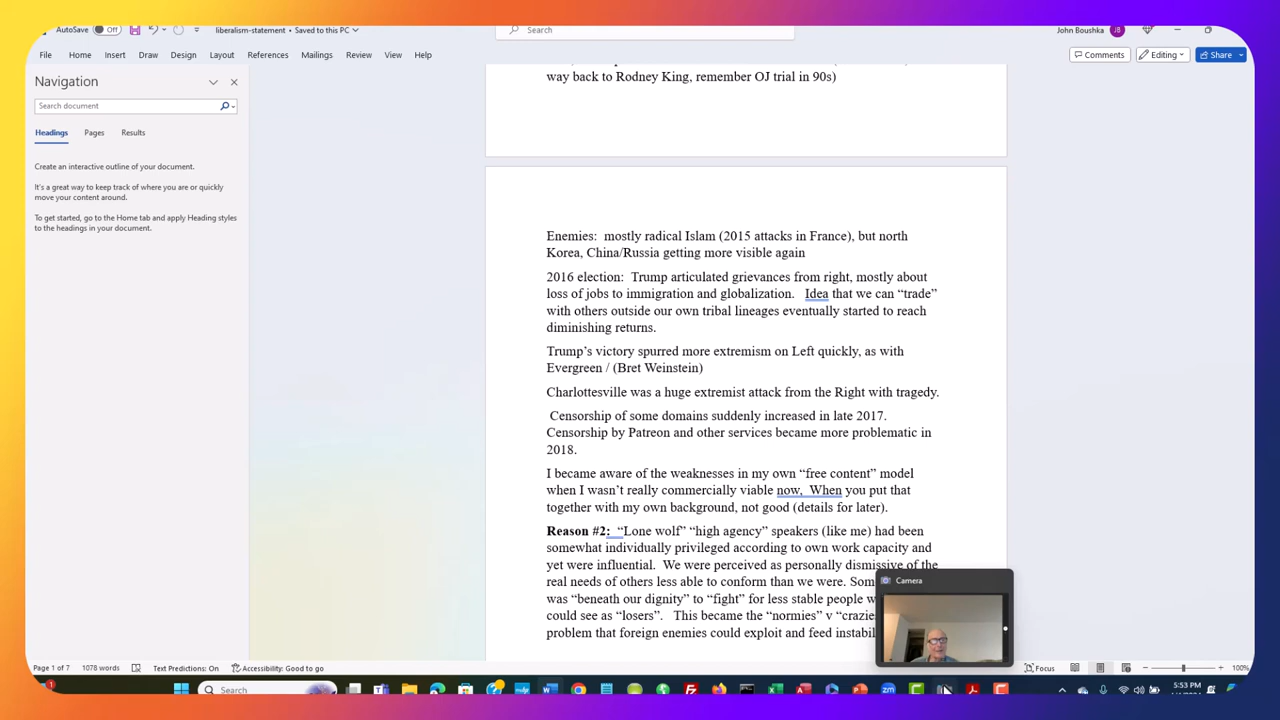 AutoSave Off liberalism-statement • Saved to this PC Search John Boushka JB
File Home Insert Draw Design Layout References Mailings Review View Help Comments Editing Share
Navigation
Search document
Headings Pages Results
Create an interactive outline of your document.
It's a great way to keep track of where you are or quickly
move your content around.
To get started, go to the Home tab and apply Heading styles
to the headings in your document.
way back to Rodney King, remember OJ trial in 90s)
Enemies:  mostly radical Islam (2015 attacks in France), but north
Korea, China/Russia getting more visible again
2016 election:  Trump articulated grievances from right, mostly about
loss of jobs to immigration and globalization.   Idea that we can “trade”
with others outside our own tribal lineages eventually started to reach
diminishing returns.
Trump’s victory spurred more extremism on Left quickly, as with
Evergreen / (Bret Weinstein)
Charlottesville was a huge extremist attack from the Right with tragedy.
Censorship of some domains suddenly increased in late 2017.
Censorship by Patreon and other services became more problematic in
2018.
I became aware of the weaknesses in my own “free content” model
when I wasn’t really commercially viable now,  When you put that
together with my own background, not good (details for later).
Reason #2:  “Lone wolf” “high agency” speakers (like me) had been
somewhat individually privileged according to own work capacity and
yet were influential.  We were perceived as personally dismissive of the
real needs of others less able to conform than we were. Som
was “beneath our dignity” to “fight” for less stable people w
could see as “losers”.   This became the “normies” v “crazie
problem that foreign enemies could exploit and feed instabil
Camera
Page 1 of 7 1078 words Text Predictions: On Accessibility: Good to go Focus 100%
1 Search 5:53 PM